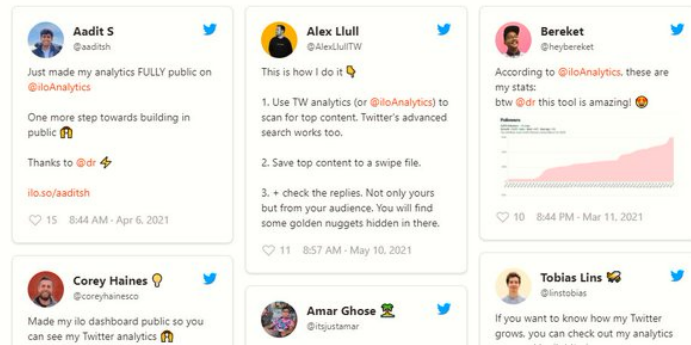 Aadit S
@aaditsh
Just made my analytics FULLY public on
@iloAnalytics
One more step towards building in
public
Thanks to @dr ⚡
ilo.so/aaditsh
15 8:44 AM - Apr 6, 2021
Corey Haines 💡
@coreyhainesco
Made my ilo dashboard public so you
can see my Twitter analytics
Alex Llull
@AlexLlullTW
This is how I do it 👇
1. Use TW analytics (or @iloAnalytics) to
scan for top content. Twitter's advanced
search works too.
2. Save top content to a swipe file.
3. + check the replies. Not only yours
but from your audience. You will find
some golden nuggets hidden in there.
11 8:57 AM - May 10, 2021
Amar Ghose 🏝
@itsjustamar
Bereket
@heybereket
According to @iloAnalytics, these are
my stats:
btw @dr this tool is amazing! 😍
Followers
10 8:44 PM - Mar 11, 2021
Tobias Lins
@linstobias
If you want to know how my Twitter
grows, you can check out my analytics